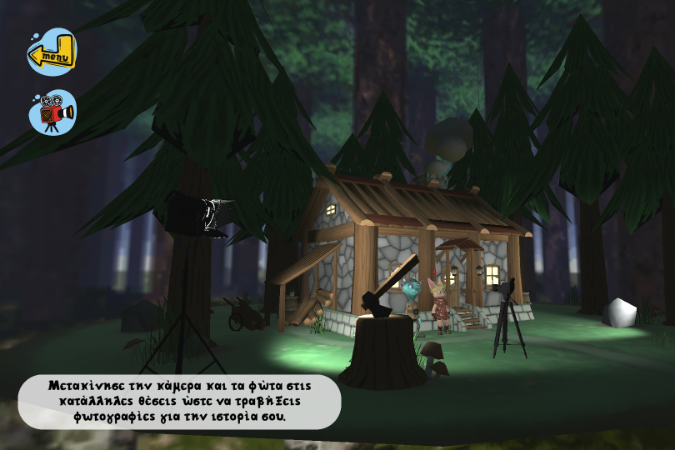 menu
Μετακίνησε την κάμερα και τα φώτα στις
κατάλληλες θέσεις ώστε να τραβήξεις
φωτογραφίες για την ιστορία σου.